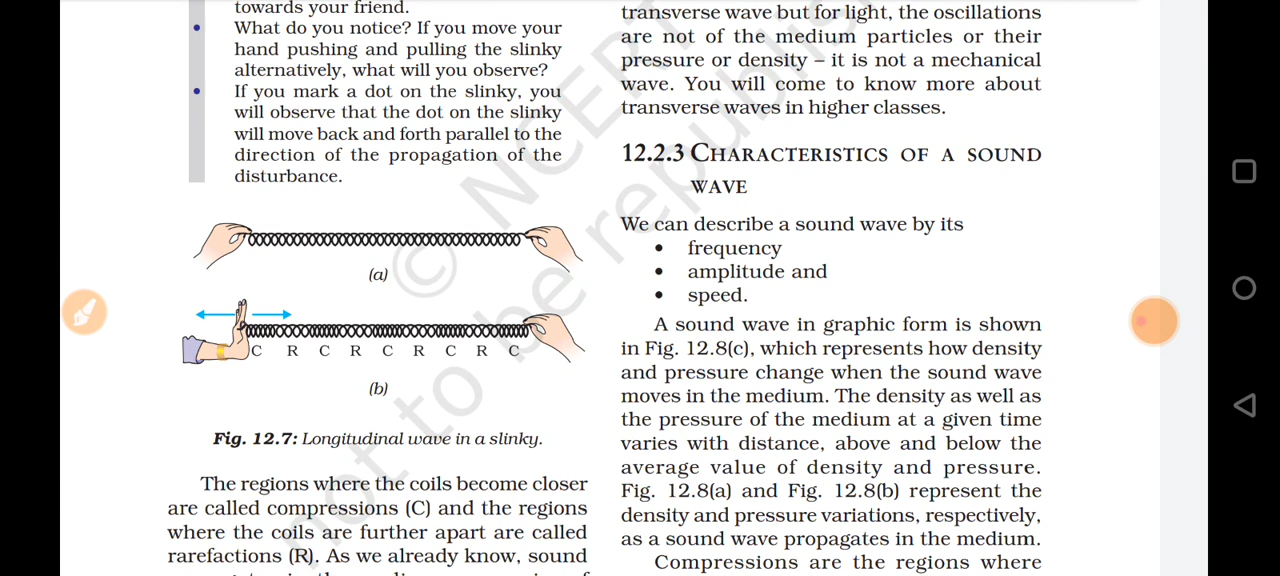 towards your friend.
• What do you notice? If you move your
hand pushing and pulling the slinky
alternatively, what will you observe?
• If you mark a dot on the slinky, you
will observe that the dot on the slinky
will move back and forth parallel to the
direction of the propagation of the
disturbance.
(a)
C R C R C R C R C
(b)
Fig. 12.7: Longitudinal wave in a slinky.
The regions where the coils become closer
are called compressions (C) and the regions
where the coils are further apart are called
rarefactions (R). As we already know, sound
transverse wave but for light, the oscillations
are not of the medium particles or their
pressure or density – it is not a mechanical
wave. You will come to know more about
transverse waves in higher classes.
12.2.3 CHARACTERISTICS OF A SOUND
WAVE
We can describe a sound wave by its
• frequency
• amplitude and
• speed.
A sound wave in graphic form is shown
in Fig. 12.8(c), which represents how density
and pressure change when the sound wave
moves in the medium. The density as well as
the pressure of the medium at a given time
varies with distance, above and below the
average value of density and pressure.
Fig. 12.8(a) and Fig. 12.8(b) represent the
density and pressure variations, respectively,
as a sound wave propagates in the medium.
Compressions are the regions where
© NCERT
not to be republish